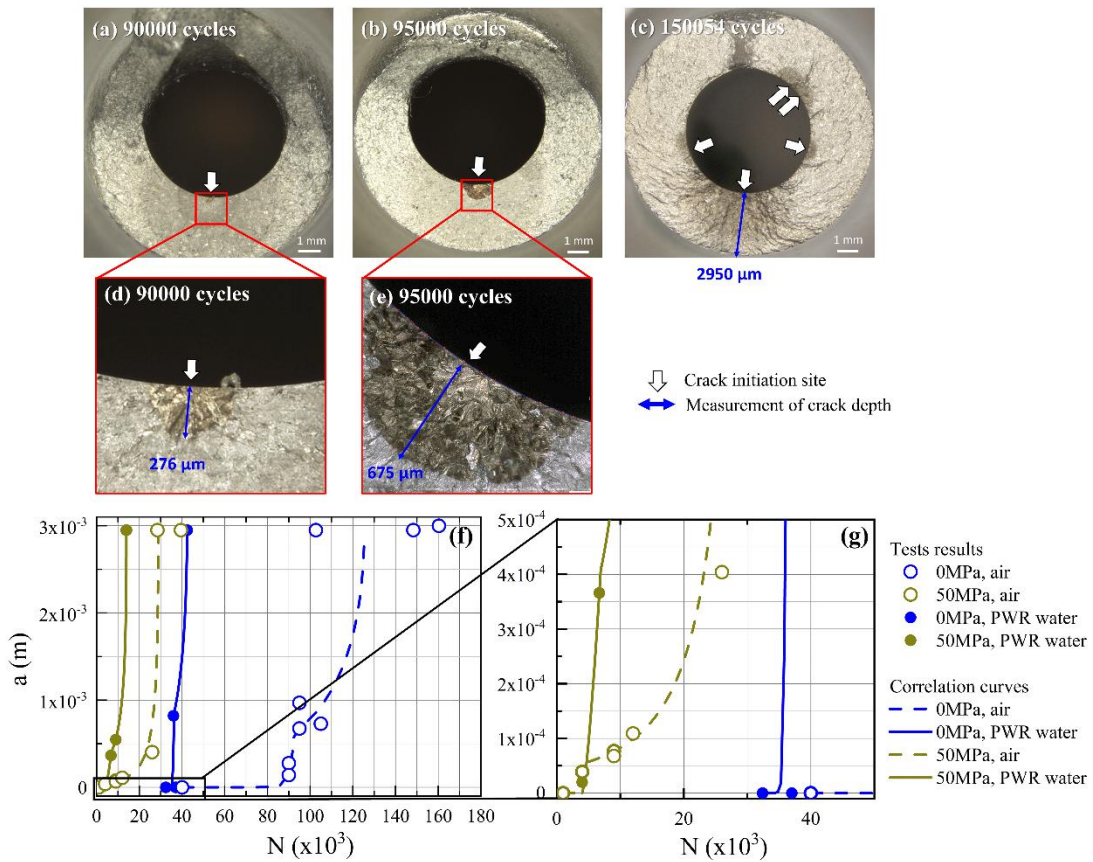 (a) 90000 cycles
(b) 95000 cycles
(c) 150054 cycles
1 mm
1 mm
1 mm
2950 µm
(d) 90000 cycles
(e) 95000 cycles
276 µm
675 µm
Crack initiation site
Measurement of crack depth
3x10⁻³
2x10⁻³
1x10⁻³
0
a (m)
(f)
0 20 40 60 80 100 120 140 160 180
N (x10³)
5x10⁻⁴
4x10⁻⁴
3x10⁻⁴
2x10⁻⁴
1x10⁻⁴
0
(g)
0 20 40
N (x10³)
Tests results
0MPa, air
50MPa, air
0MPa, PWR water
50MPa, PWR water
Correlation curves
0MPa, air
0MPa, PWR water
50MPa, air
50MPa, PWR water